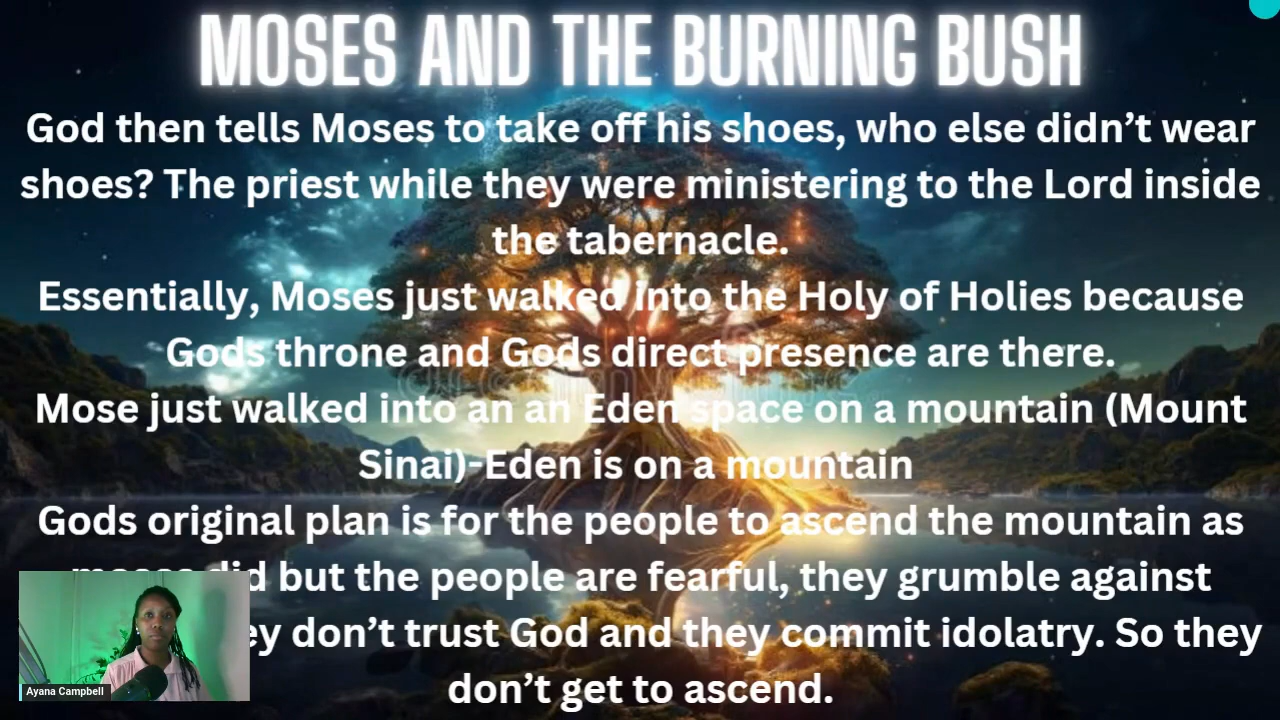 MOSES AND THE BURNING BUSH
God then tells Moses to take off his shoes, who else didn't wear
shoes? The priest while they were ministering to the Lord inside
the tabernacle.
Essentially, Moses just walked into the Holy of Holies because
Gods throne and Gods direct presence are there.
Mose just walked into an an Eden space on a mountain (Mount
Sinai)-Eden is on a mountain
Gods original plan is for the people to ascend the mountain as
did but the people are fearful, they grumble against
don't trust God and they commit idolatry. So they
don't get to ascend.
Ayana Campbell